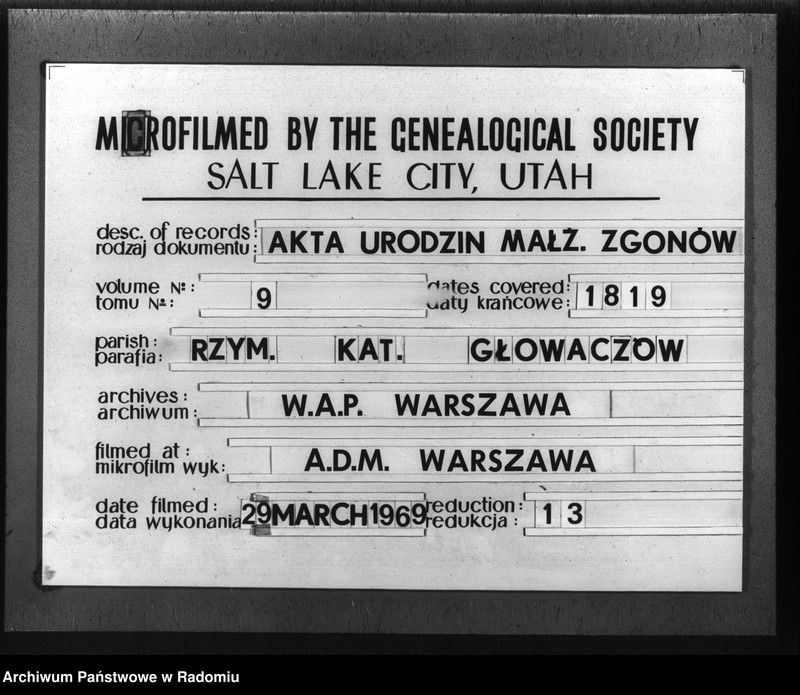 MICROFILMED BY THE GENEALOGICAL SOCIETY
SALT LAKE CITY, UTAH
desc. of records: AKTA URODZIN MAŁŻ. ZGONÓW
rodzaj dokumentu:
volume №: 9 dates covered: 1819
tomu №: daty krańcowe:
parish: RZYM. KAT. GŁOWACZÓW
parafia:
archives: W.A.P. WARSZAWA
archiwum:
filmed at: A.D.M. WARSZAWA
mikrofilm wyk:
date filmed: 29 MARCH 1969 reduction: 13
data wykonania redukcja:
Archiwum Państwowe w Radomiu